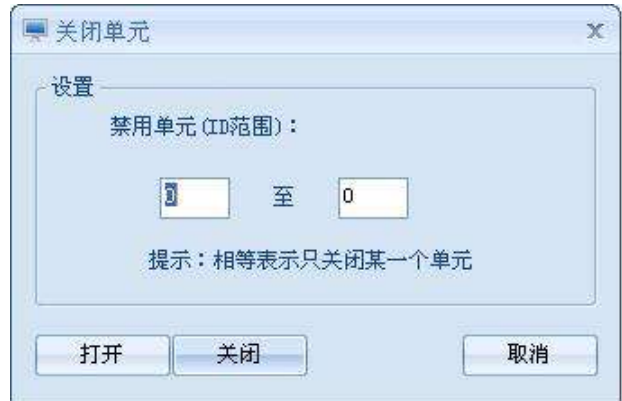 关闭单元
设置
禁用单元(ID范围)：
0 至 0
提示：相等表示只关闭某一个单元
打开 关闭 取消